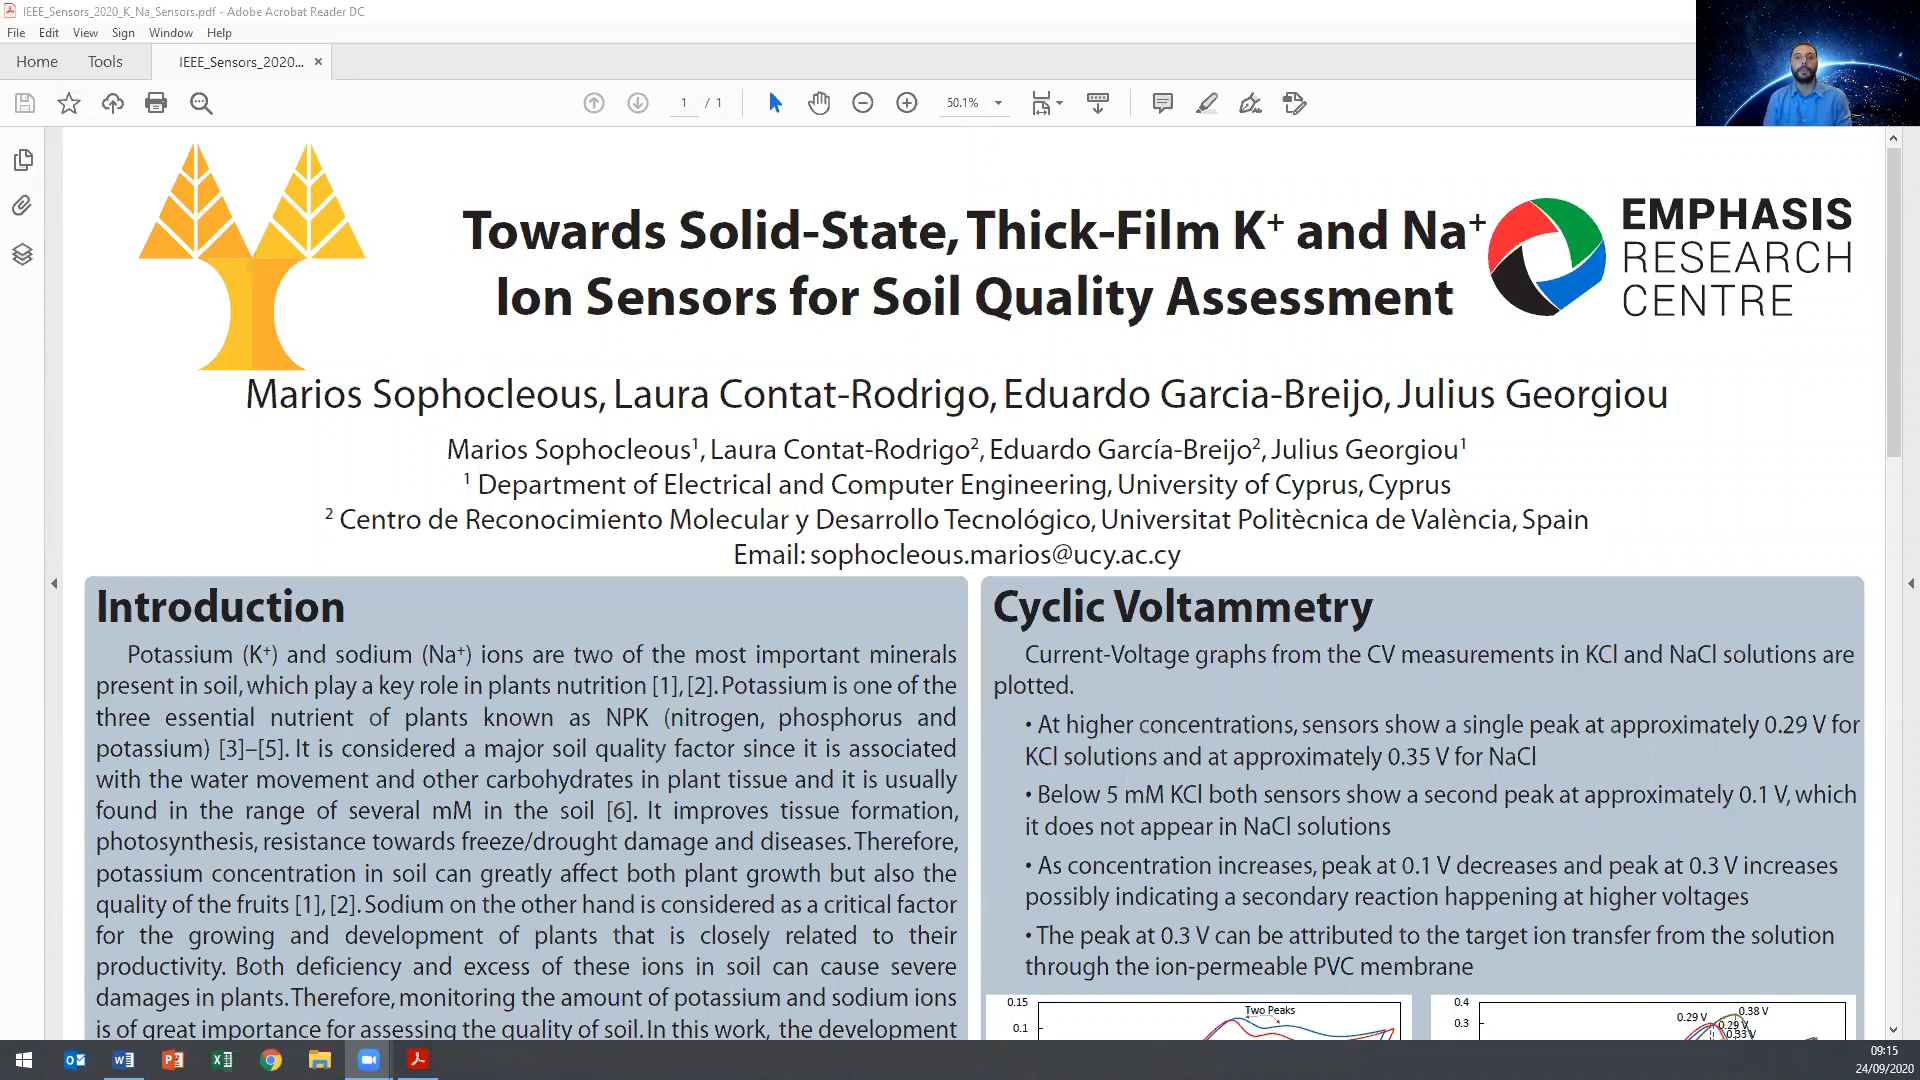 IEEE_Sensors_2020_K_Na_Sensors.pdf - Adobe Acrobat Reader DC
File Edit View Sign Window Help
Home Tools IEEE_Sensors_2020... ×
1 / 1 50.1%
Towards Solid-State, Thick-Film K⁺ and Na⁺
Ion Sensors for Soil Quality Assessment
EMPHASIS
RESEARCH
CENTRE
Marios Sophocleous, Laura Contat-Rodrigo, Eduardo Garcia-Breijo, Julius Georgiou
Marios Sophocleous¹, Laura Contat-Rodrigo², Eduardo García-Breijo², Julius Georgiou¹
¹ Department of Electrical and Computer Engineering, University of Cyprus, Cyprus
² Centro de Reconocimiento Molecular y Desarrollo Tecnológico, Universitat Politècnica de València, Spain
Email: sophocleous.marios@ucy.ac.cy
Introduction
Potassium (K⁺) and sodium (Na⁺) ions are two of the most important minerals
present in soil, which play a key role in plants nutrition [1], [2]. Potassium is one of the
three essential nutrient of plants known as NPK (nitrogen, phosphorus and
potassium) [3]–[5]. It is considered a major soil quality factor since it is associated
with the water movement and other carbohydrates in plant tissue and it is usually
found in the range of several mM in the soil [6]. It improves tissue formation,
photosynthesis, resistance towards freeze/drought damage and diseases. Therefore,
potassium concentration in soil can greatly affect both plant growth but also the
quality of the fruits [1], [2]. Sodium on the other hand is considered as a critical factor
for the growing and development of plants that is closely related to their
productivity. Both deficiency and excess of these ions in soil can cause severe
damages in plants. Therefore, monitoring the amount of potassium and sodium ions
is of great importance for assessing the quality of soil. In this work, the development
Cyclic Voltammetry
Current-Voltage graphs from the CV measurements in KCl and NaCl solutions are
plotted.
• At higher concentrations, sensors show a single peak at approximately 0.29 V for
KCl solutions and at approximately 0.35 V for NaCl
• Below 5 mM KCl both sensors show a second peak at approximately 0.1 V, which
it does not appear in NaCl solutions
• As concentration increases, peak at 0.1 V decreases and peak at 0.3 V increases
possibly indicating a secondary reaction happening at higher voltages
• The peak at 0.3 V can be attributed to the target ion transfer from the solution
through the ion-permeable PVC membrane
0.15
0.1
Two Peaks
0.4
0.3
0.29 V
0.38 V
0.29 V
0.33 V
09:15
24/09/2020